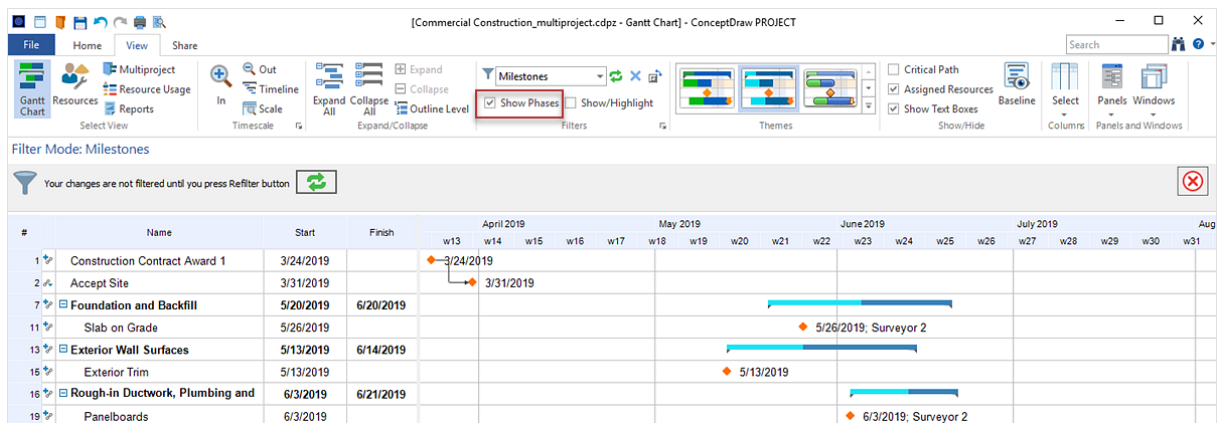 [Commercial Construction_multiproject.cdpz - Gantt Chart] - ConceptDraw PROJECT
File Home View Share Search
Gantt Chart
Resources
Multiproject
Resource Usage
Reports
Select View
In
Out
Timeline
Scale
Timescale
Expand All
Collapse All
Expand
Collapse
Outline Level
Expand/Collapse
Milestones
Show Phases Show/Highlight
Filters
Themes
Critical Path
Assigned Resources
Show Text Boxes
Baseline
Show/Hide
Select
Columns
Panels Windows
Panels and Windows
Filter Mode: Milestones
Your changes are not filtered until you press Refilter button
# Name Start Finish
April 2019 May 2019 June 2019 July 2019 Aug
w13 w14 w15 w16 w17 w18 w19 w20 w21 w22 w23 w24 w25 w26 w27 w28 w29 w30 w31
1 Construction Contract Award 1 3/24/2019 3/24/2019
2 Accept Site 3/31/2019 3/31/2019
7 Foundation and Backfill 5/20/2019 6/20/2019
11 Slab on Grade 5/26/2019 5/26/2019; Surveyor 2
13 Exterior Wall Surfaces 5/13/2019 6/14/2019
15 Exterior Trim 5/13/2019 5/13/2019
16 Rough-in Ductwork, Plumbing and 6/3/2019 6/21/2019
19 Panelboards 6/3/2019 6/3/2019; Surveyor 2